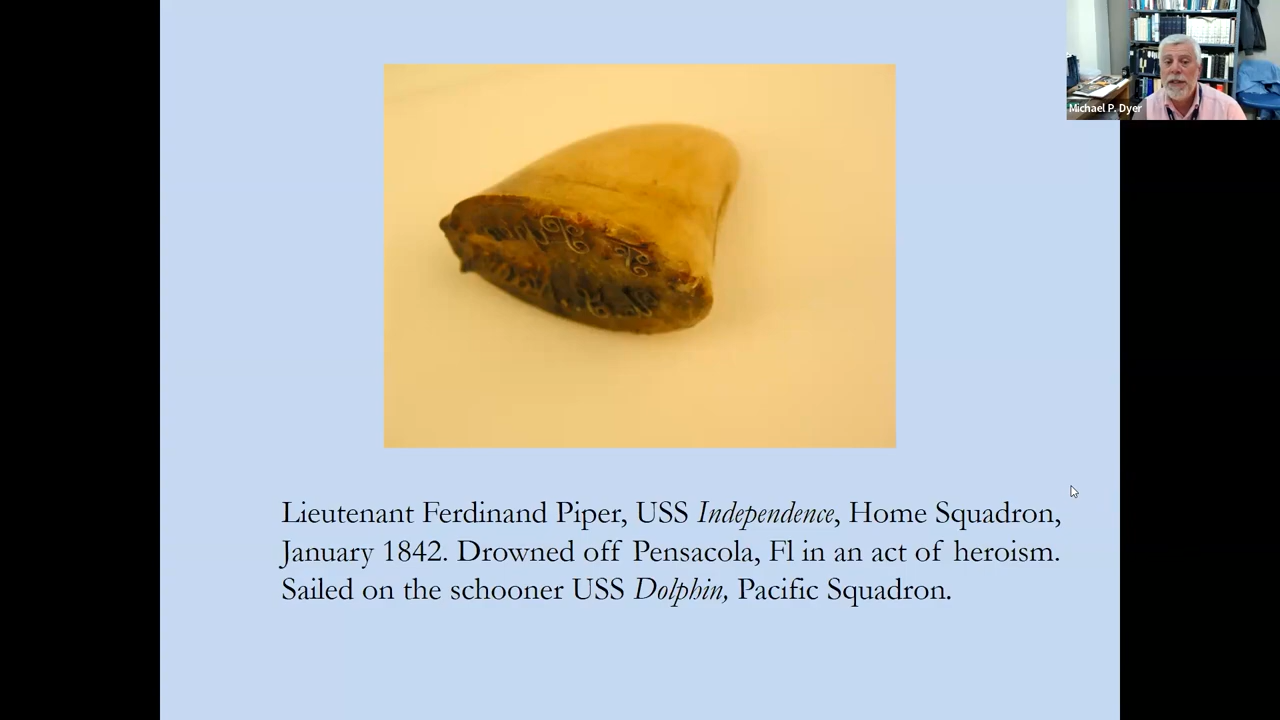 Michael P. Dyer
Lieutenant Ferdinand Piper, USS Independence, Home Squadron,
January 1842. Drowned off Pensacola, Fl in an act of heroism.
Sailed on the schooner USS Dolphin, Pacific Squadron.